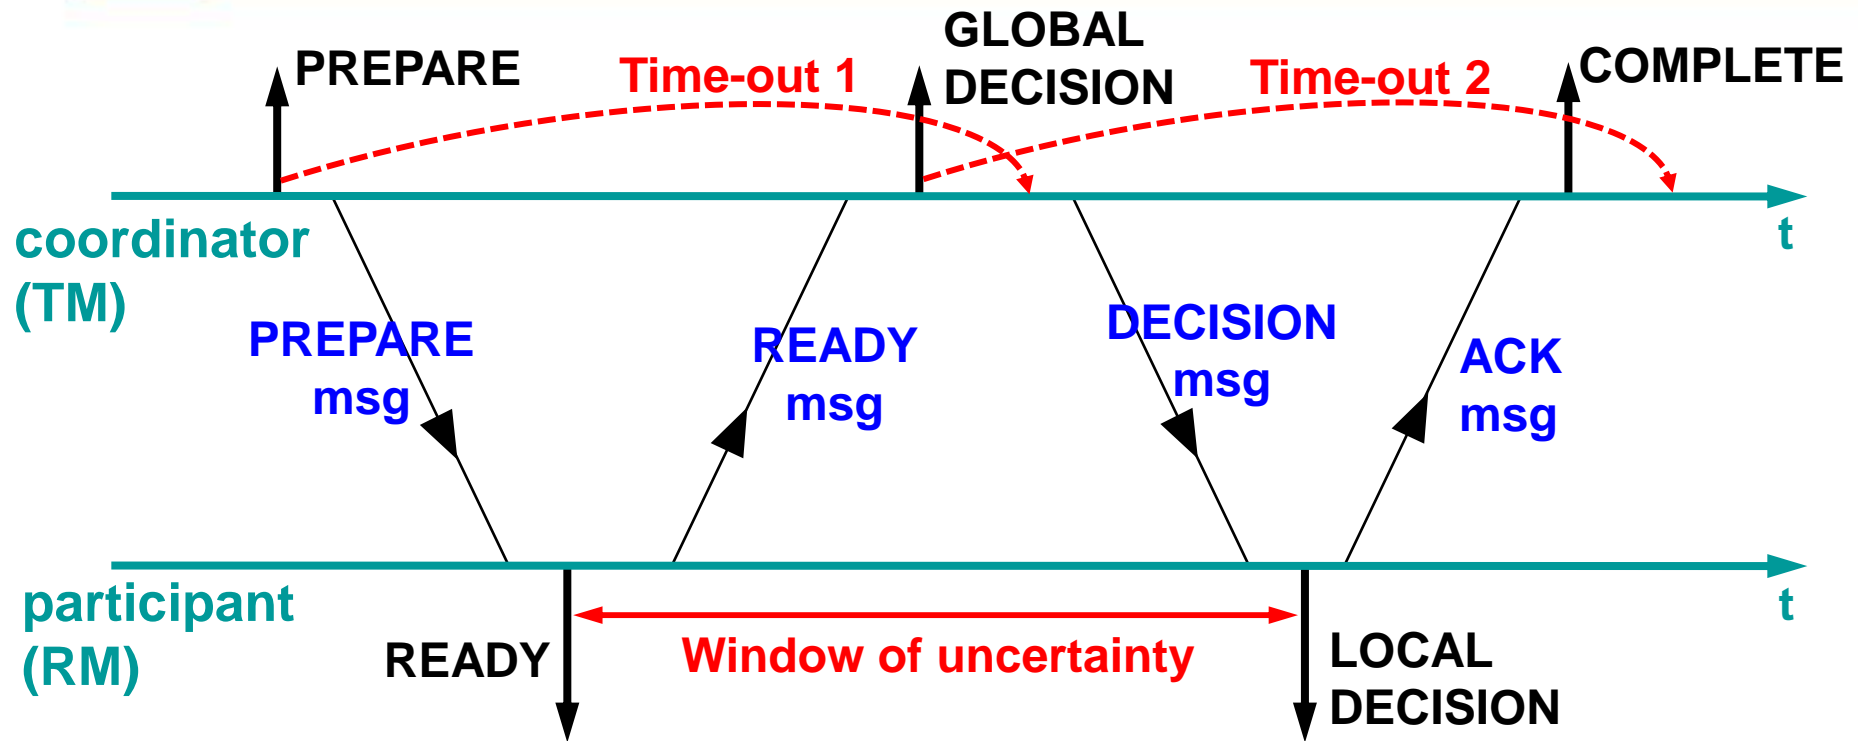 PREPARE
Time-out 1
GLOBAL
DECISION
Time-out 2
COMPLETE
coordinator
(TM)
t
PREPARE
msg
READY
msg
DECISION
msg
ACK
msg
participant
(RM)
t
READY
Window of uncertainty
LOCAL
DECISION